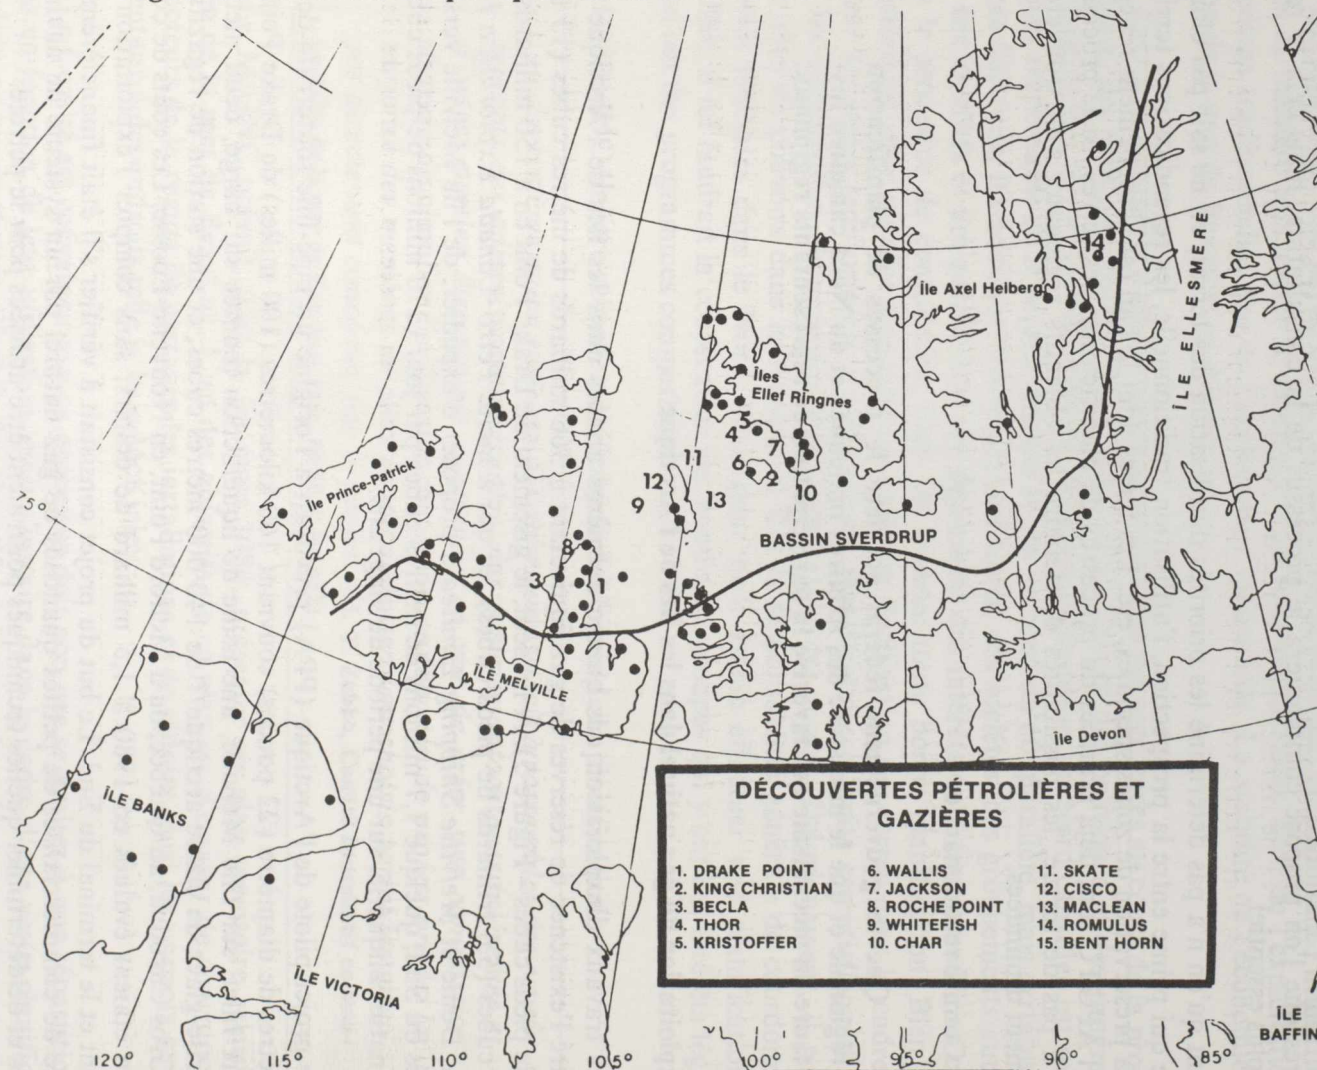 14
Île Axel Heiberg
ÎLE ELLESMERE
Îles
Ellef Ringnes
5
4
7
11
6
2
12
10
9
13
Île Prince-Patrick
75°
BASSIN SVERDRUP
8
3
1
15
ÎLE MELVILLE
Île Devon
ÎLE BANKS
ÎLE VICTORIA
DÉCOUVERTES PÉTROLIÈRES ET
GAZIÈRES
1. DRAKE POINT
2. KING CHRISTIAN
3. BECLA
4. THOR
5. KRISTOFFER
6. WALLIS
7. JACKSON
8. ROCHE POINT
9. WHITEFISH
10. CHAR
11. SKATE
12. CISCO
13. MACLEAN
14. ROMULUS
15. BENT HORN
ÎLE
BAFFIN
120°
115°
110°
105°
100°
95°
90°
85°